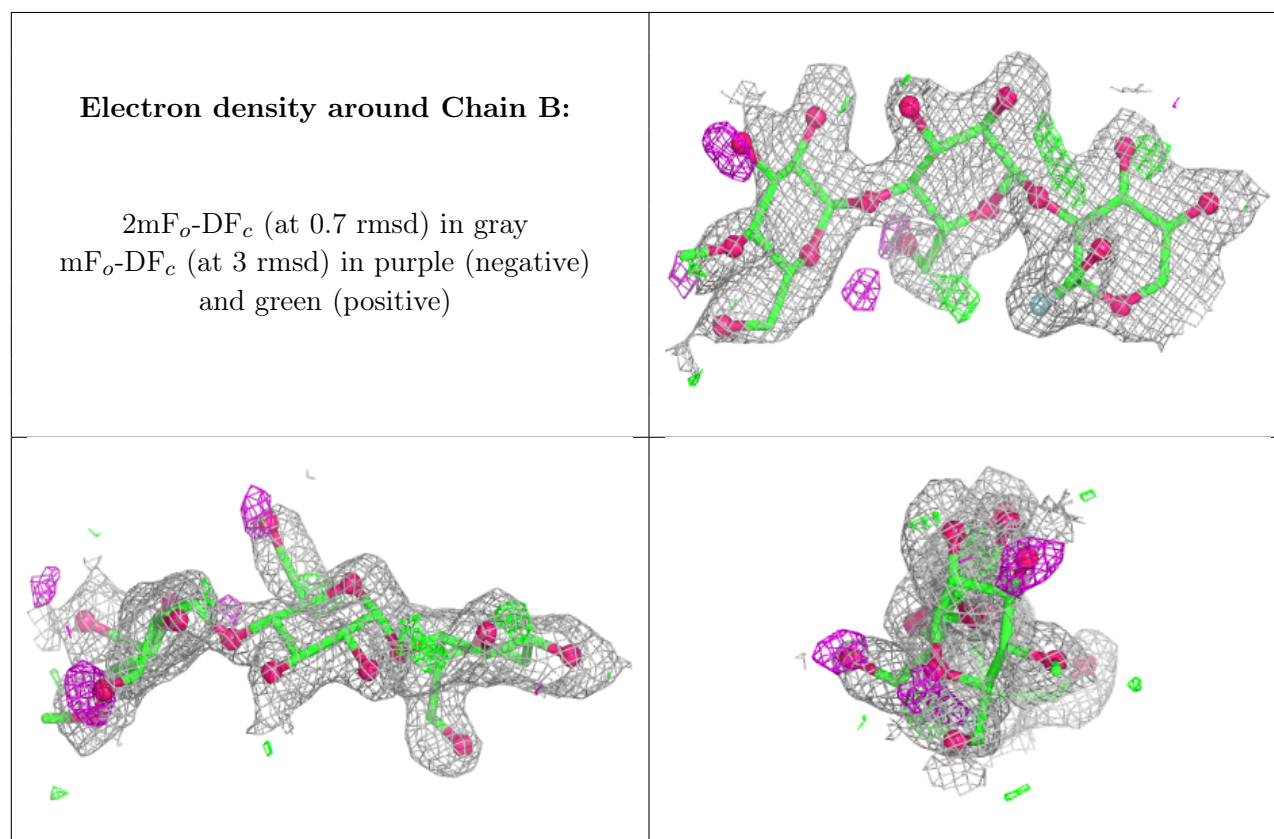 Electron density around Chain B:
2mFₒ-DF𝒸 (at 0.7 rmsd) in gray
mFₒ-DF𝒸 (at 3 rmsd) in purple (negative)
and green (positive)